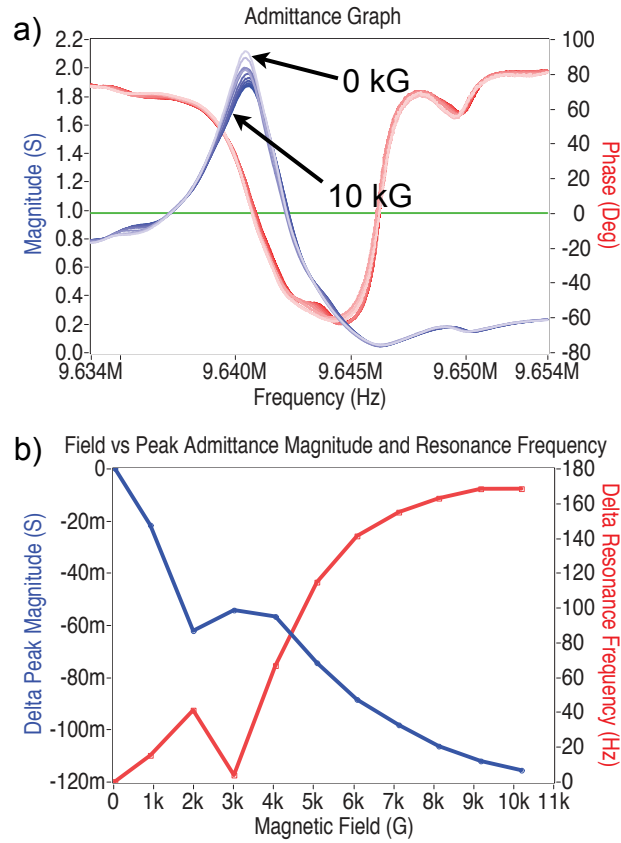 a)
Admittance Graph
2.2
2.0
1.8
1.6
1.4
1.2
1.0
0.8
0.6
0.4
0.2
0.0
Magnitude (S)
100
80
60
40
20
0
-20
-40
-60
-80
Phase (Deg)
0 kG
10 kG
9.634M 9.640M 9.645M 9.650M 9.654M
Frequency (Hz)
b)
Field vs Peak Admittance Magnitude and Resonance Frequency
0
-20m
-40m
-60m
-80m
-100m
-120m
Delta Peak Magnitude (S)
180
160
140
120
100
80
60
40
20
0
Delta Resonance Frequency (Hz)
0 1k 2k 3k 4k 5k 6k 7k 8k 9k 10k 11k
Magnetic Field (G)